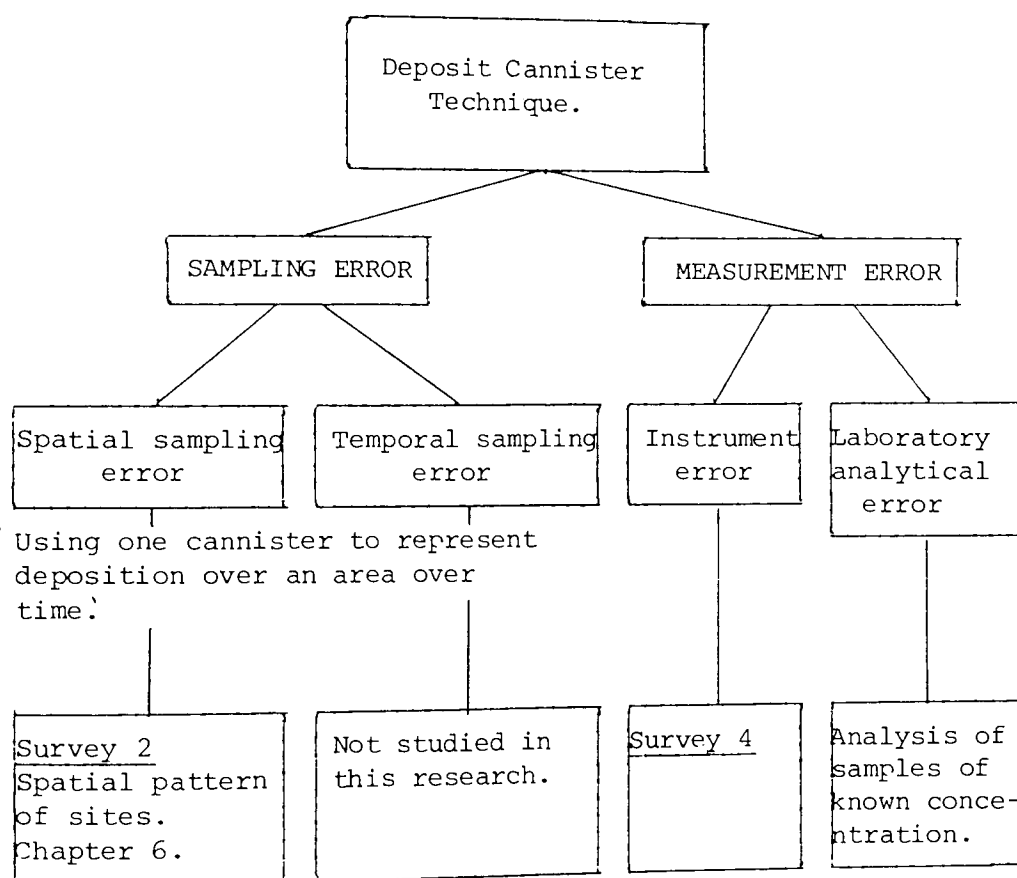 Deposit Cannister
Technique.
SAMPLING ERROR
MEASUREMENT ERROR
Spatial sampling
error
Temporal sampling
error
Instrument
error
Laboratory
analytical
error
Using one cannister to represent
deposition over an area over
time.
Survey 2
Spatial pattern
of sites.
Chapter 6.
Not studied in
this research.
Survey 4
Analysis of
samples of
known conce-
ntration.